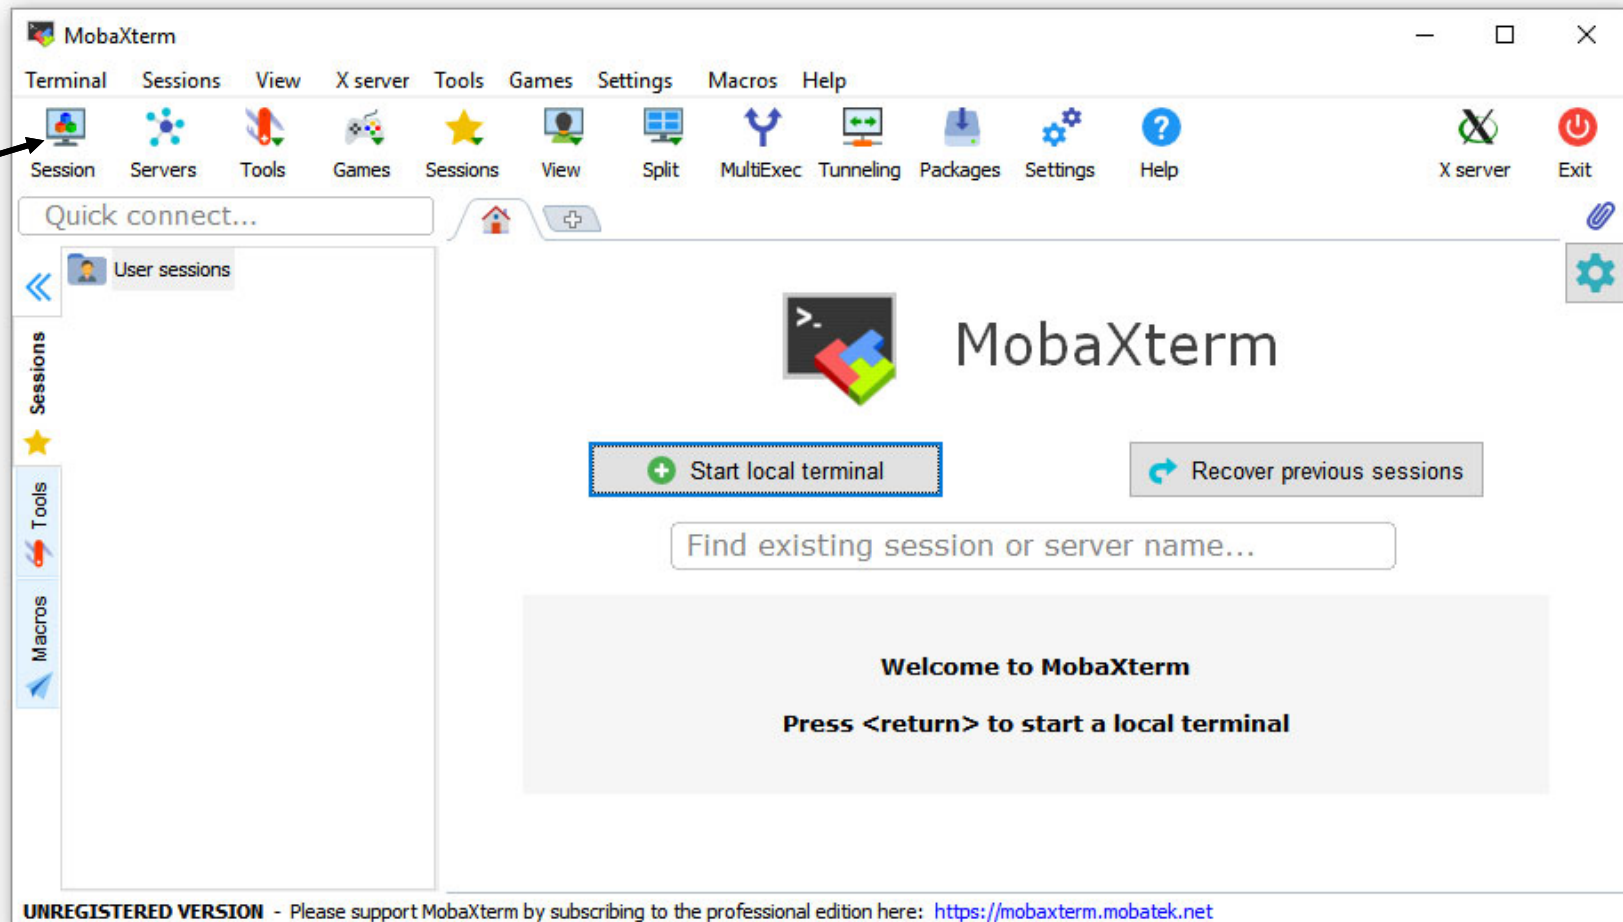 MobaXterm
Terminal Sessions View X server Tools Games Settings Macros Help
Session Servers Tools Games Sessions View Split MultiExec Tunneling Packages Settings Help X server Exit
Quick connect...
User sessions
Sessions
Tools
Macros
>_
MobaXterm
Start local terminal
Recover previous sessions
Find existing session or server name...
Welcome to MobaXterm
Press <return> to start a local terminal
UNREGISTERED VERSION - Please support MobaXterm by subscribing to the professional edition here: https://mobaxterm.mobatek.net